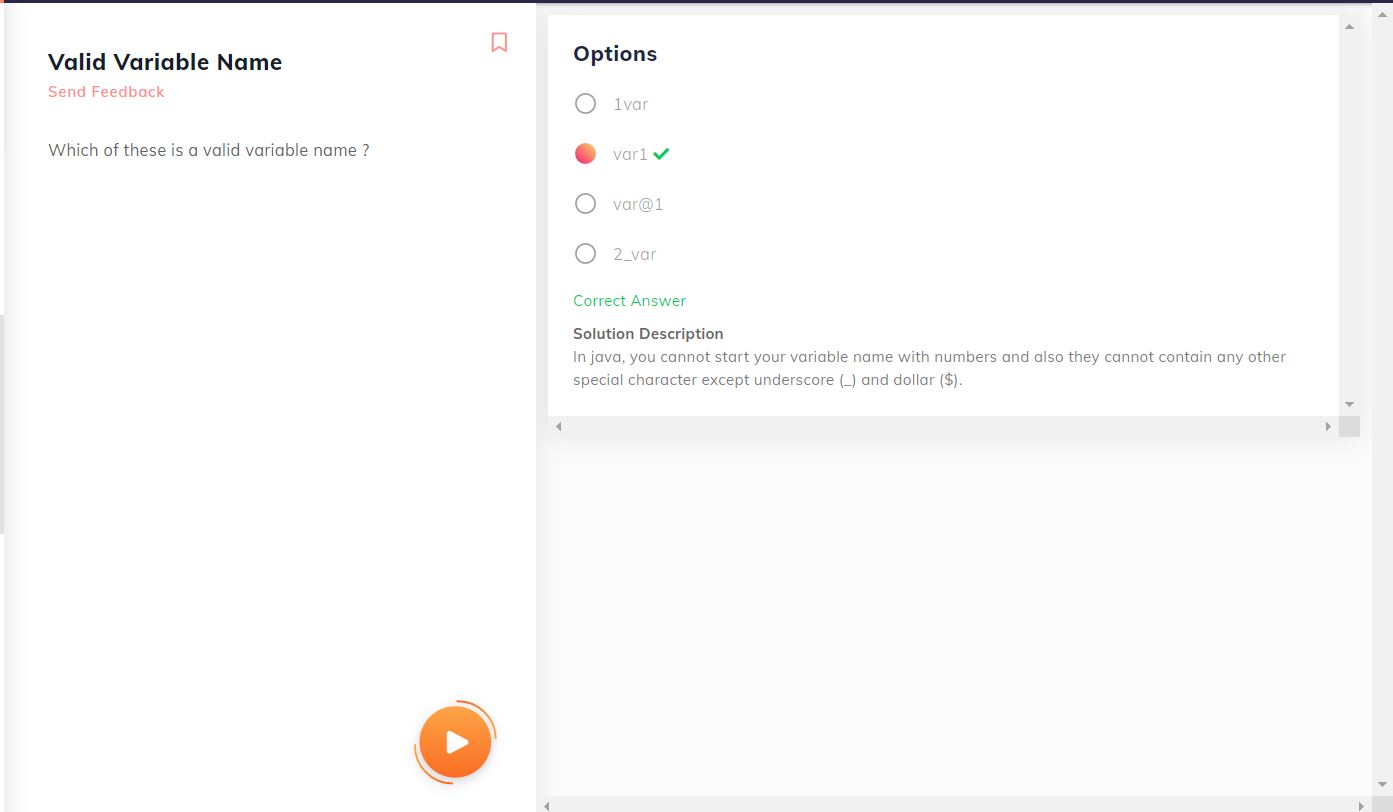 Valid Variable Name
Send Feedback
Which of these is a valid variable name ?
Options
1var
var1
var@1
2_var
Correct Answer
Solution Description
In java, you cannot start your variable name with numbers and also they cannot contain any other
special character except underscore (_) and dollar ($).